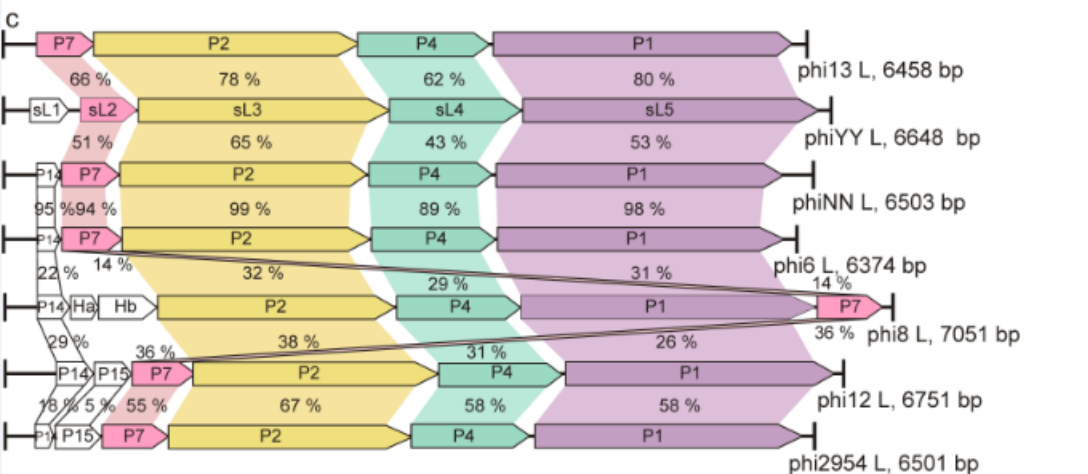 C
P7 P2 P4 P1
phi13 L, 6458 bp
66 % 78 % 62 % 80 %
sL1 sL2 sL3 sL4 sL5
phiYY L, 6648 bp
51 % 65 % 43 % 53 %
P14 P7 P2 P4 P1
phiNN L, 6503 bp
95 % 94 % 99 % 89 % 98 %
P14 P7 P2 P4 P1
phi6 L, 6374 bp
22 % 14 % 32 % 29 % 31 % 14 %
P14 Ha Hb P2 P4 P1 P7
phi8 L, 7051 bp
29 % 36 % 38 % 31 % 26 % 36 %
P14 P15 P7 P2 P4 P1
phi12 L, 6751 bp
18 % 5 % 55 % 67 % 58 % 58 %
P15 P7 P2 P4 P1
phi2954 L, 6501 bp